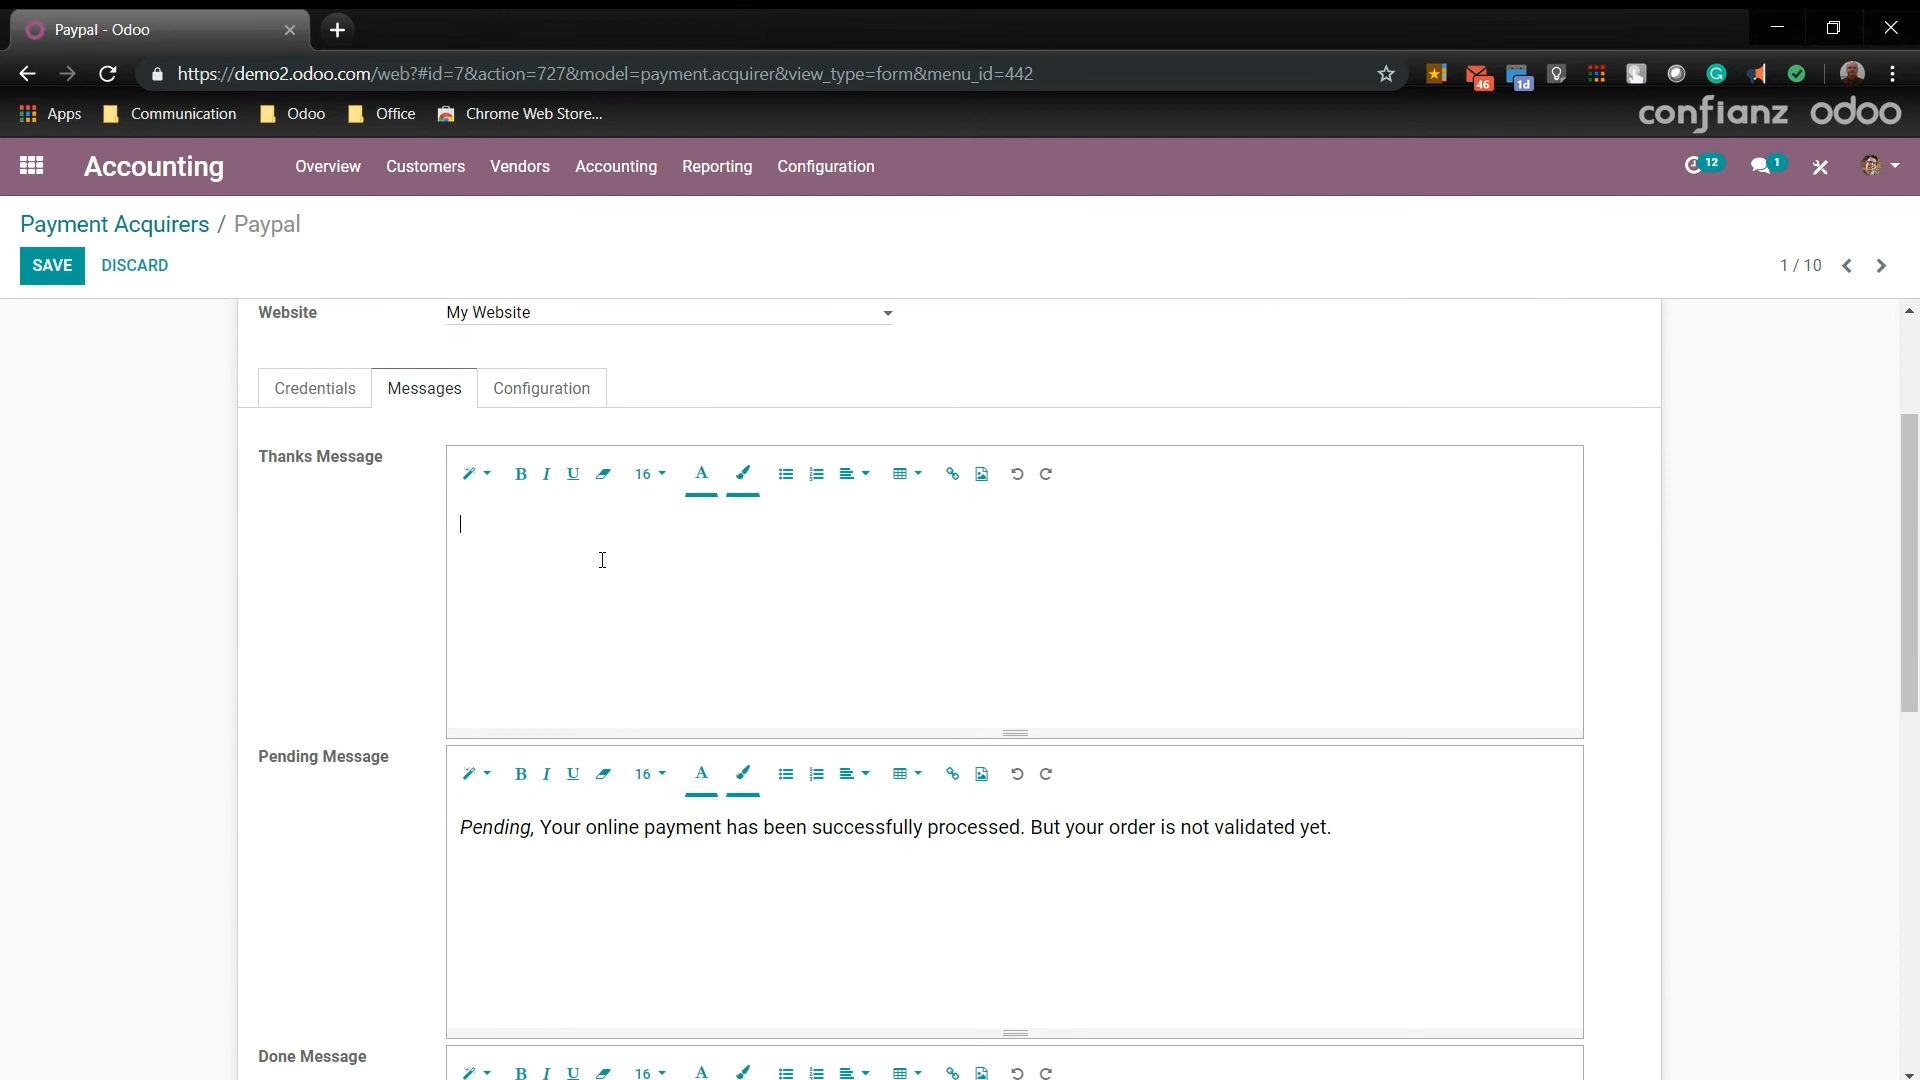 Paypal - Odoo
https://demo2.odoo.com/web?#id=7&action=727&model=payment.acquirer&view_type=form&menu_id=442
46
1d
Apps
Communication
Odoo
Office
Chrome Web Store...
confianz odoo
Accounting
Overview
Customers
Vendors
Accounting
Reporting
Configuration
12
1
Payment Acquirers / Paypal
SAVE
DISCARD
1 / 10
Website
My Website
Credentials
Messages
Configuration
Thanks Message
B I U
16
A
Pending Message
B I U
16
A
Pending, Your online payment has been successfully processed. But your order is not validated yet.
Done Message
B I U
16
A